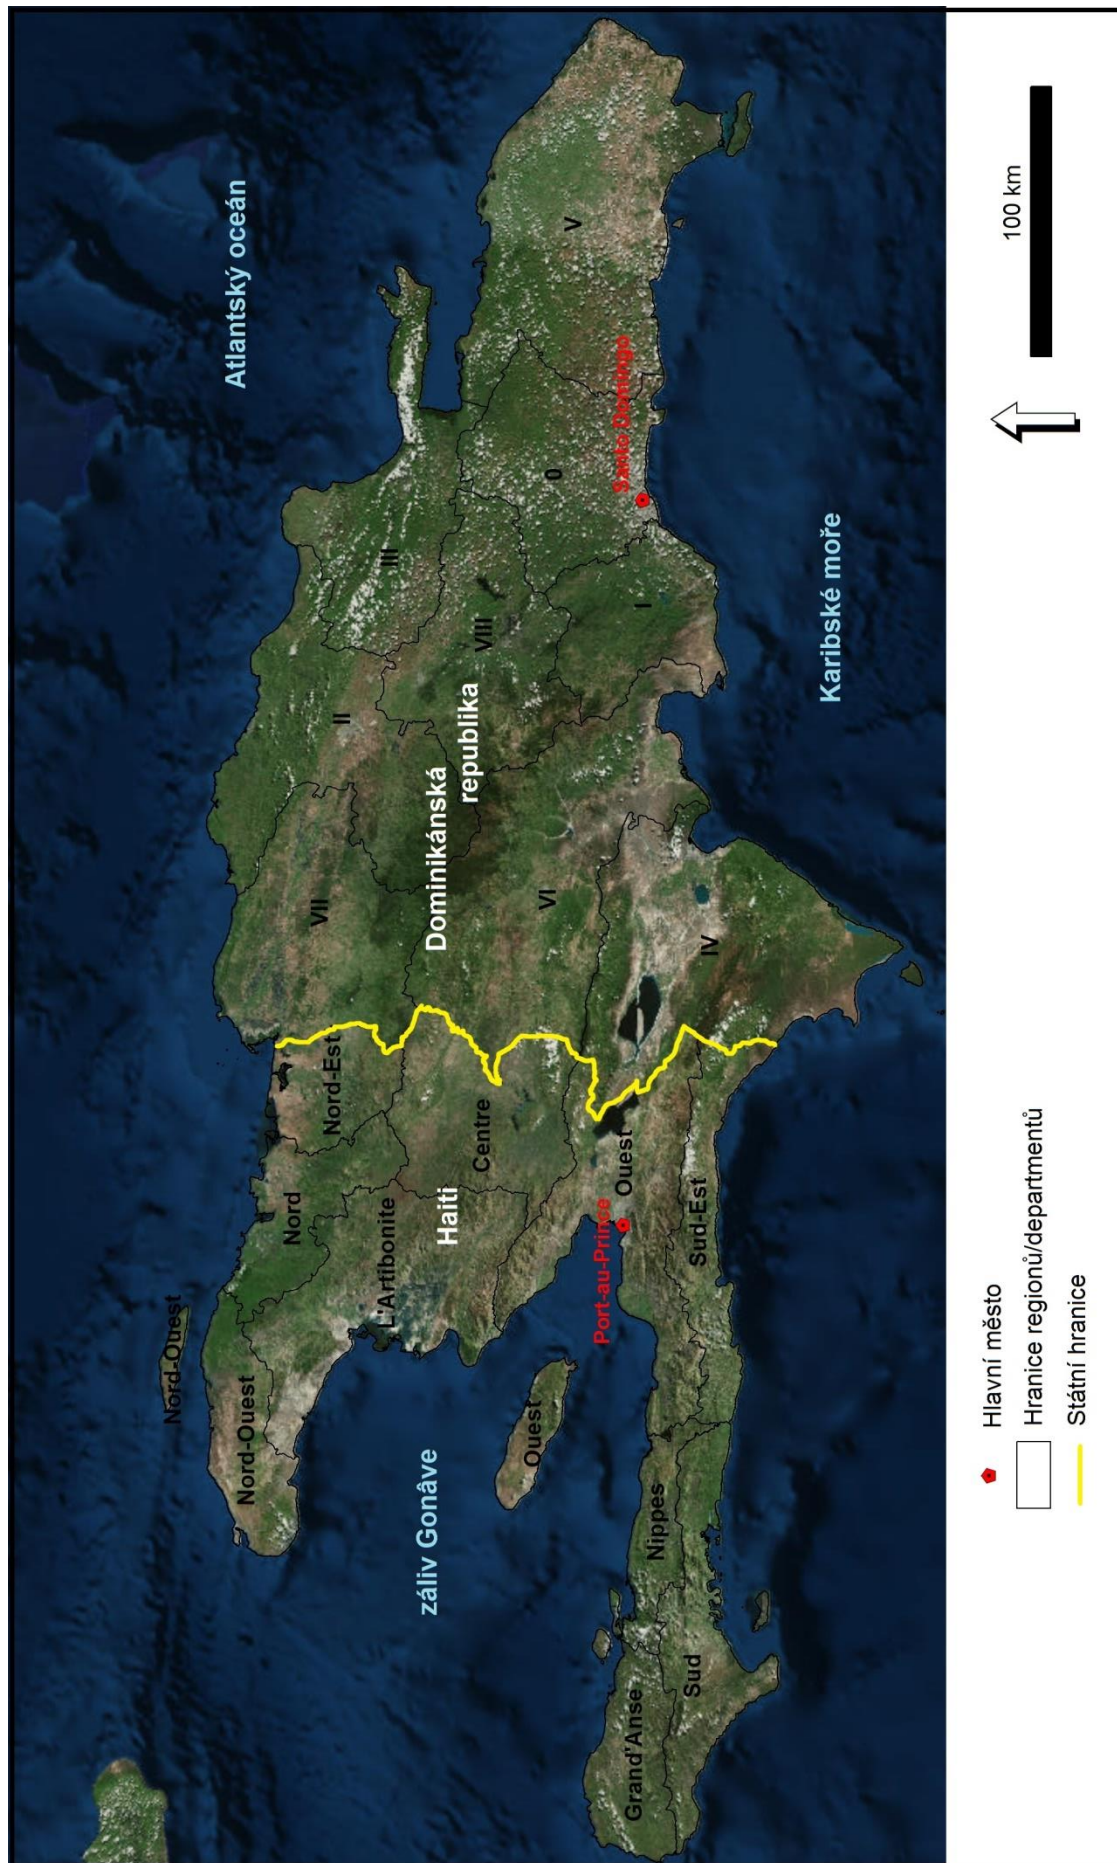 Atlantský oceán
Nord-Ouest
Nord-Ouest
Nord
Nord-Est
VII
II
III
L'Artibonite
Haiti
Centre
Dominikánská
republika
VIII
VI
0
V
záliv Gonâve
Ouest
Port-au-Prince
Ouest
Santo Domingo
I
IV
Grand'Anse
Nippes
Sud
Sud-Est
Karibské moře
Hlavní město
Hranice regionů/departmentů
Státní hranice
100 km